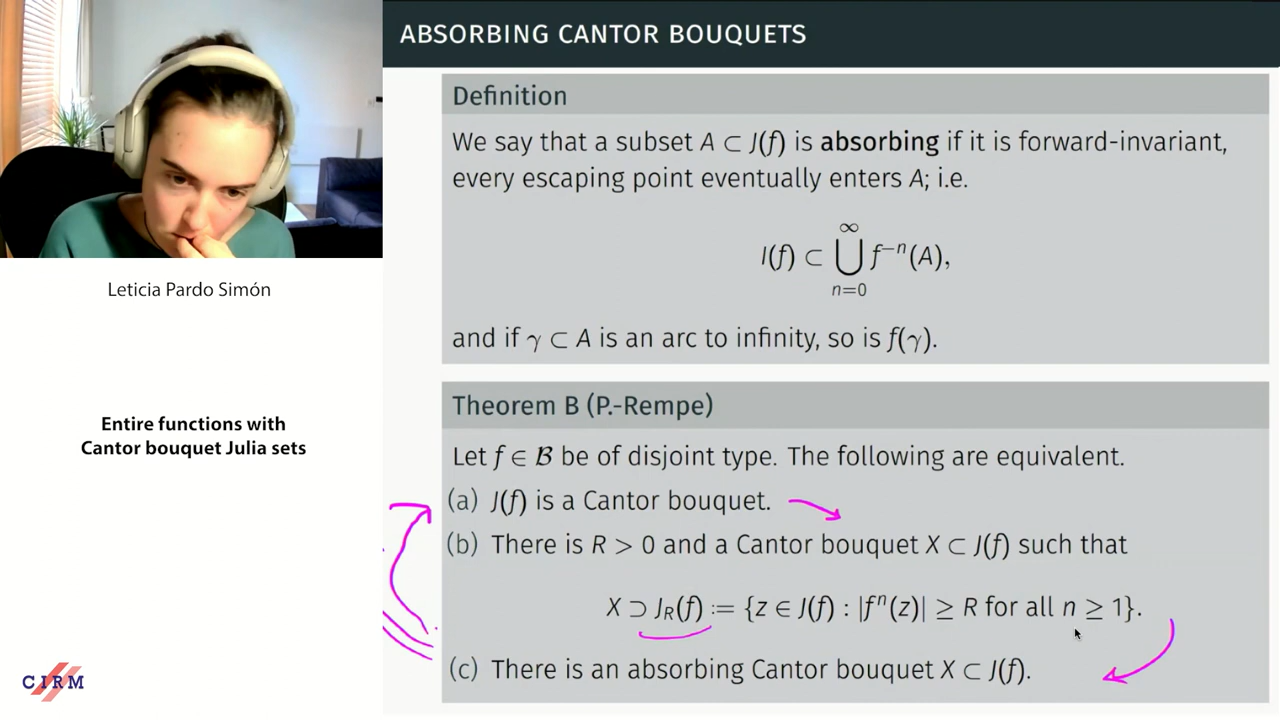 ABSORBING CANTOR BOUQUETS
Definition
We say that a subset A ⊂ J(f) is absorbing if it is forward-invariant,
every escaping point eventually enters A; i.e.
I(f) ⊂ ⋃_{n=0}^{∞} f^{−n}(A),
and if γ ⊂ A is an arc to infinity, so is f(γ).
Theorem B (P.-Rempe)
Let f ∈ ℬ be of disjoint type. The following are equivalent.
(a) J(f) is a Cantor bouquet.
(b) There is R > 0 and a Cantor bouquet X ⊂ J(f) such that
X ⊃ J_R(f) := {z ∈ J(f) : |f^n(z)| ≥ R for all n ≥ 1}.
(c) There is an absorbing Cantor bouquet X ⊂ J(f).
Leticia Pardo Simón
Entire functions with
Cantor bouquet Julia sets
CIRM